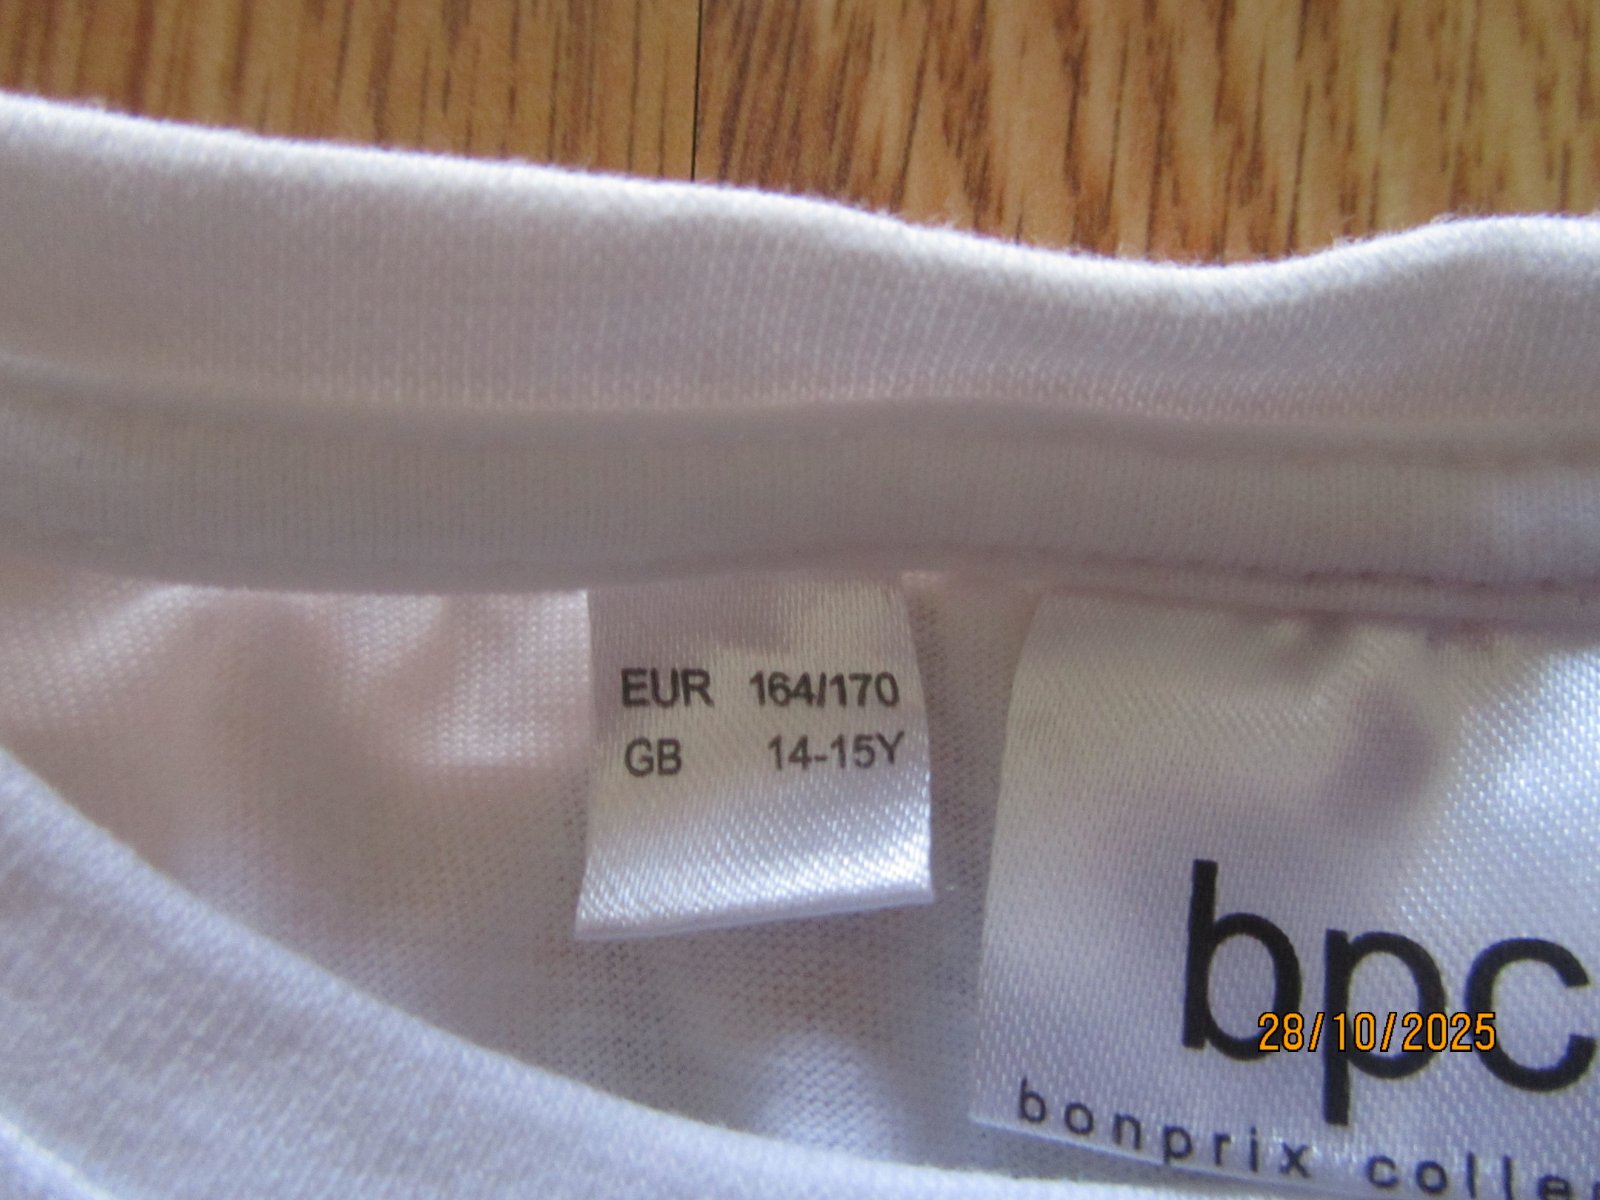 EUR 164/170
GB 14-15Y
bpc
bonprix colle
28/10/2025